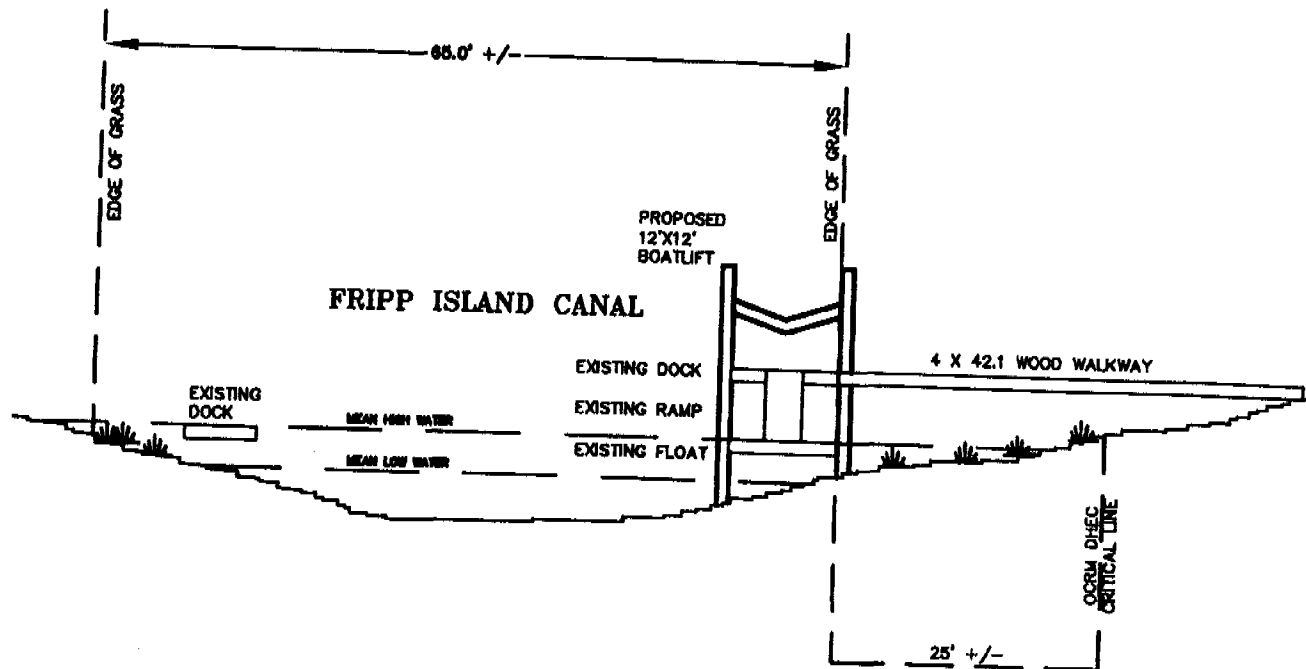 65.0' +/-
EDGE OF GRASS
EDGE OF GRASS
PROPOSED
12'X12'
BOATLIFT
FRIPP ISLAND CANAL
EXISTING DOCK
4 X 42.1 WOOD WALKWAY
EXISTING
DOCK
MEAN HIGH WATER
EXISTING RAMP
EXISTING FLOAT
MEAN LOW WATER
OCRM DHEC
CRITICAL LINE
25' +/-